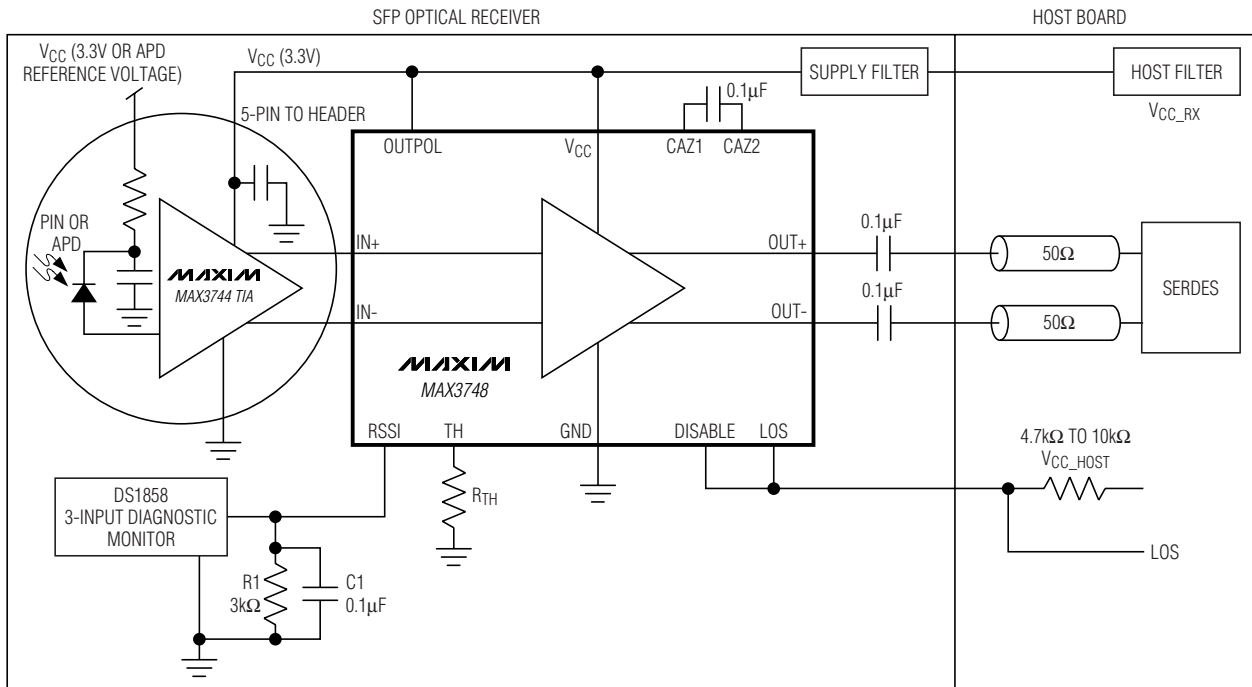 SFP OPTICAL RECEIVER
HOST BOARD
VCC (3.3V OR APD
REFERENCE VOLTAGE)
VCC (3.3V)
SUPPLY FILTER
HOST FILTER
VCC_RX
5-PIN TO HEADER
0.1μF
OUTPOL
VCC
CAZ1
CAZ2
PIN OR
APD
MAXIM
MAX3744 TIA
IN+
IN-
OUT+
OUT-
0.1μF
0.1μF
50Ω
50Ω
SERDES
MAXIM
MAX3748
RSSI
TH
GND
DISABLE
LOS
4.7kΩ TO 10kΩ
VCC_HOST
LOS
RTH
DS1858
3-INPUT DIAGNOSTIC
MONITOR
R1
3kΩ
C1
0.1μF